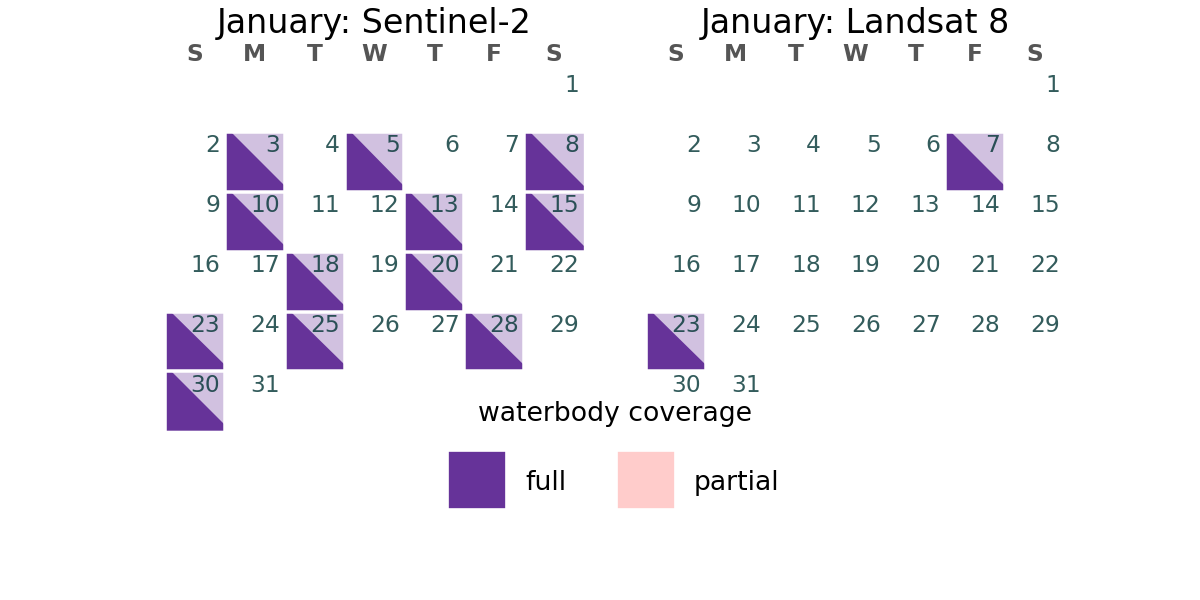 January: Sentinel-2
S M T W T F S
1
2 3 4 5 6 7 8
9 10 11 12 13 14 15
16 17 18 19 20 21 22
23 24 25 26 27 28 29
30 31
January: Landsat 8
S M T W T F S
1
2 3 4 5 6 7 8
9 10 11 12 13 14 15
16 17 18 19 20 21 22
23 24 25 26 27 28 29
30 31
waterbody coverage
full partial